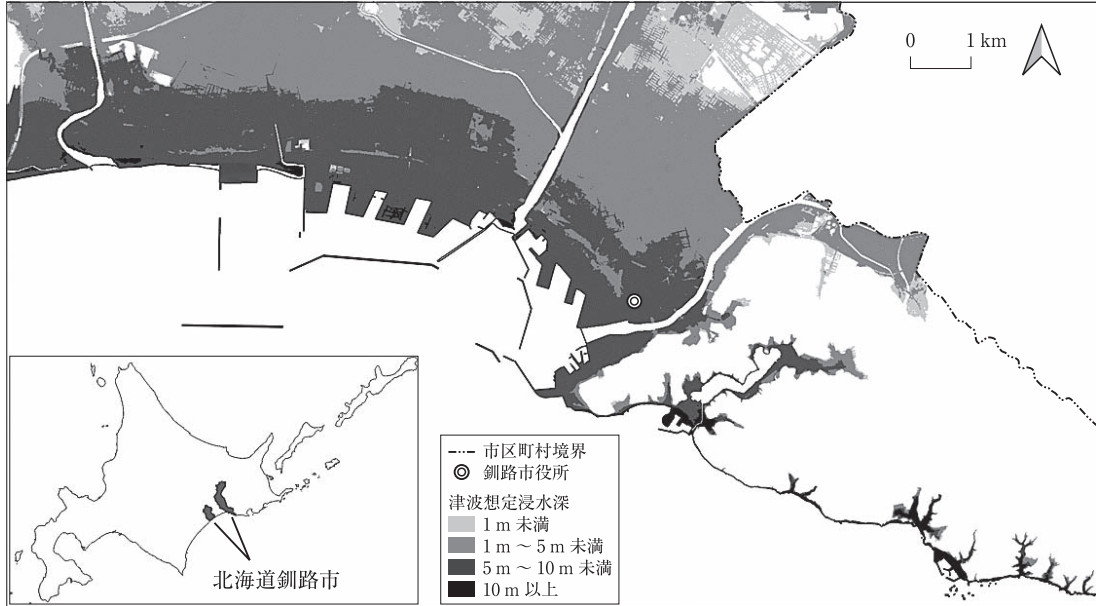 0 1 km
北海道釧路市
市区町村境界
釧路市役所
津波想定浸水深
1 m 未満
1 m ~ 5 m 未満
5 m ~ 10 m 未満
10 m 以上